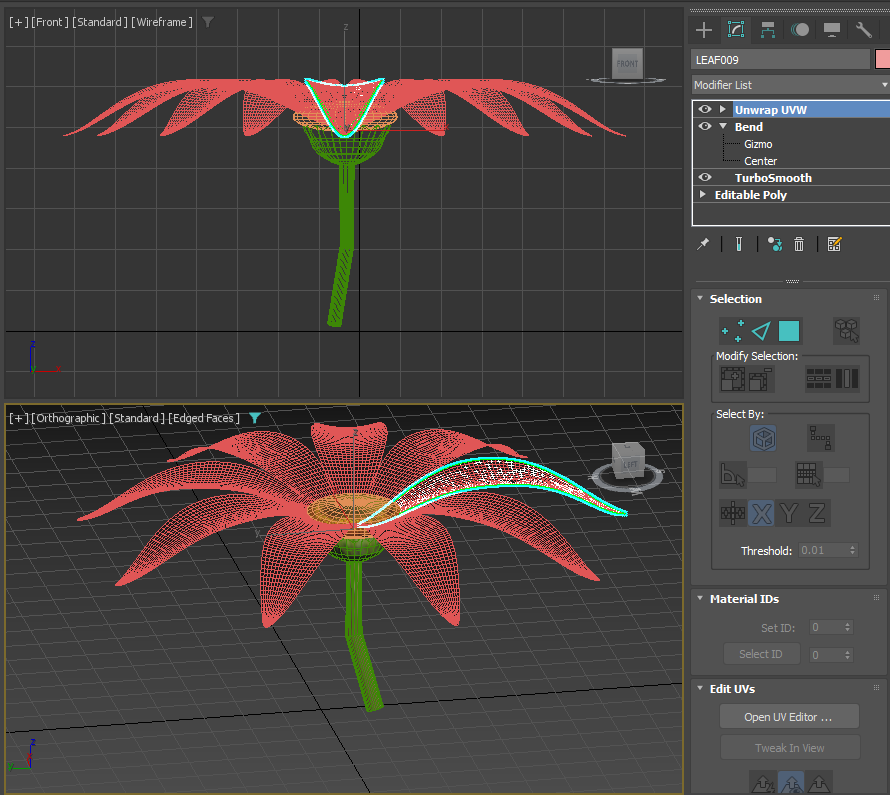 [+] [Front ] [Standard ] [Wireframe ]
z
FRONT
z
[+] [Orthographic ] [Standard ] [Edged Faces ]
z
LEFT
y
z
LEAF009
Modifier List
Unwrap UVW
Bend
Gizmo
Center
TurboSmooth
Editable Poly
Selection
Modify Selection:
Select By:
X Y Z
Threshold: 0.01
Material IDs
Set ID: 0
Select ID 0
Edit UVs
Open UV Editor ...
Tweak In View